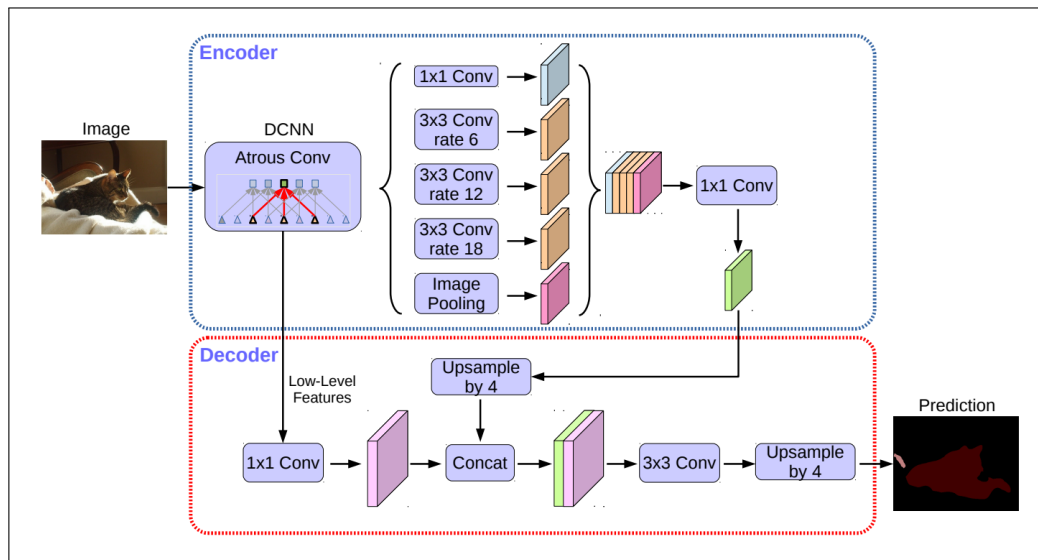 Encoder
Image
DCNN
Atrous Conv
1x1 Conv
3x3 Conv
rate 6
3x3 Conv
rate 12
3x3 Conv
rate 18
Image
Pooling
1x1 Conv
Decoder
Low-Level
Features
Upsample
by 4
1x1 Conv
Concat
3x3 Conv
Upsample
by 4
Prediction